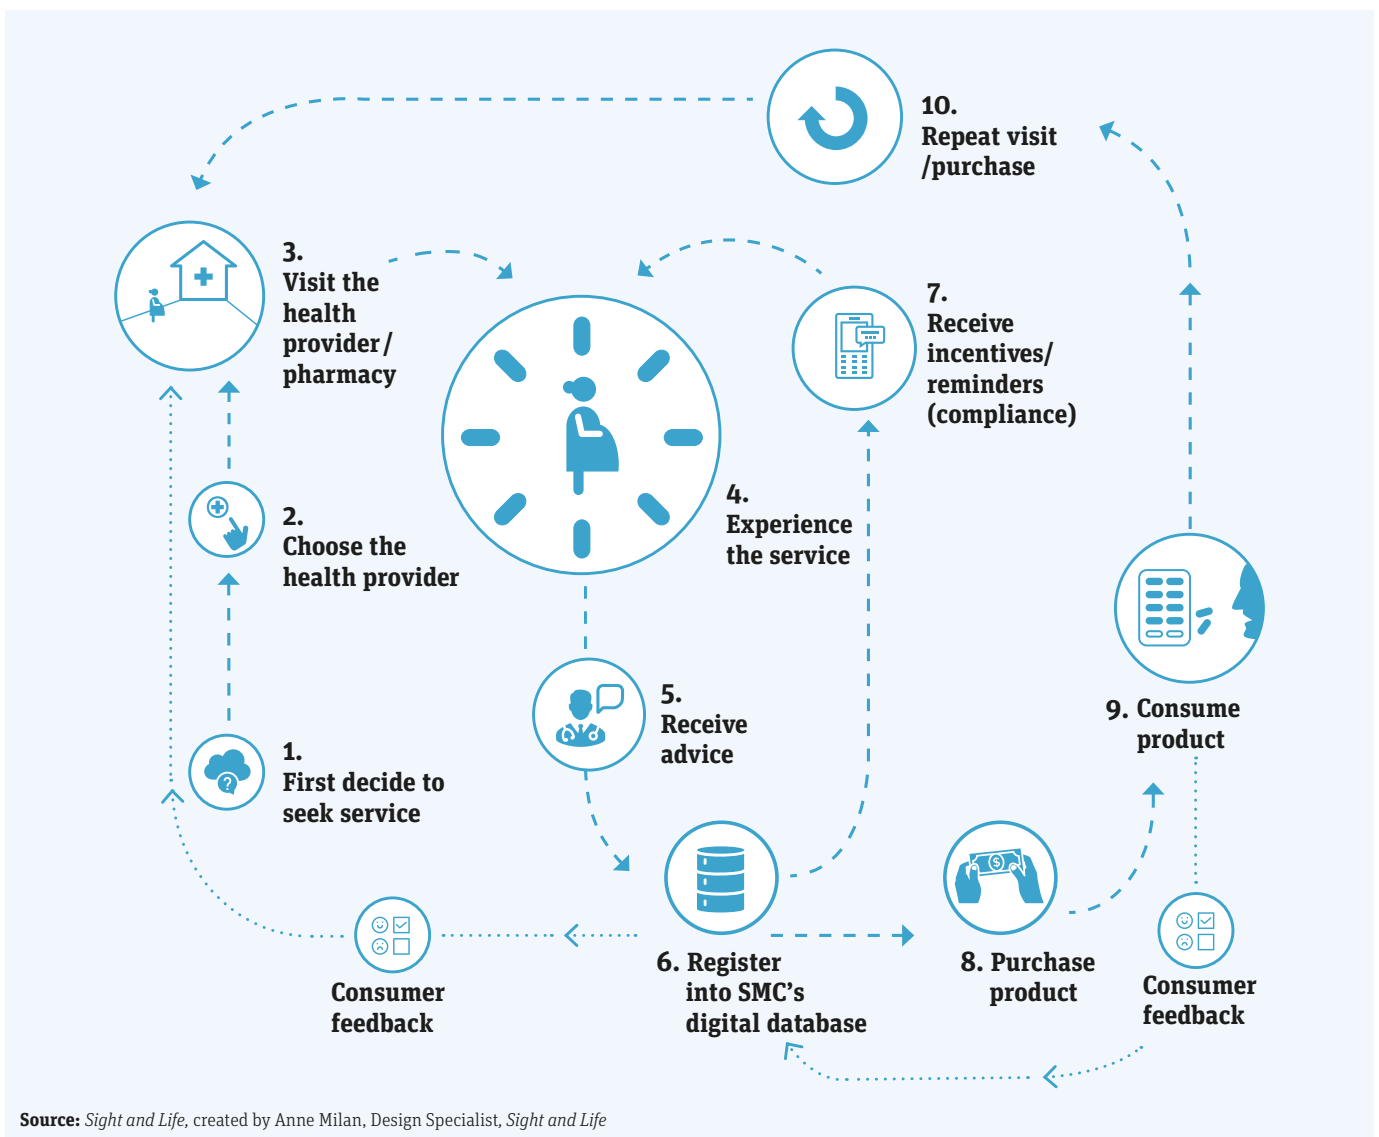 10.
Repeat visit
/purchase
3.
Visit the
health
provider/
pharmacy
7.
Receive
incentives/
reminders
(compliance)
4.
Experience
the service
2.
Choose the
health provider
5.
Receive
advice
9. Consume
product
1.
First decide to
seek service
?
$
6. Register
into SMC's
digital database
8. Purchase
product
Consumer
feedback
Consumer
feedback
Source: Sight and Life, created by Anne Milan, Design Specialist, Sight and Life